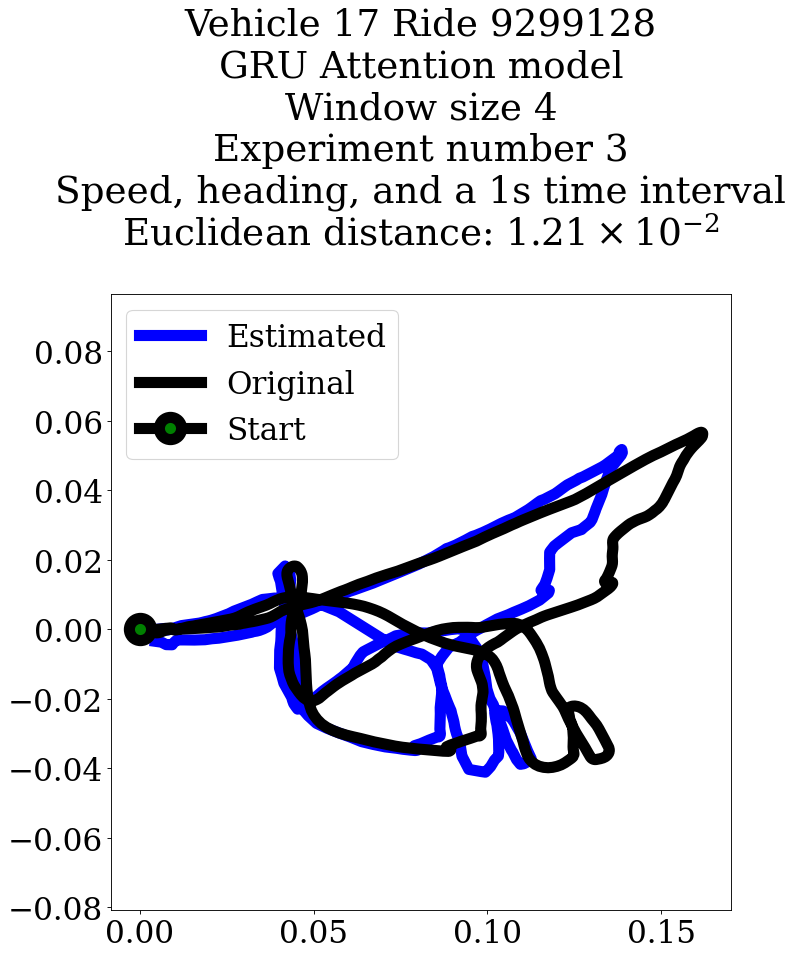 Vehicle 17 Ride 9299128
GRU Attention model
Window size 4
Experiment number 3
Speed, heading, and a 1s time interval
Euclidean distance: 1.21 × 10⁻²
Estimated
Original
Start
0.08
0.06
0.04
0.02
0.00
−0.02
−0.04
−0.06
−0.08
0.00 0.05 0.10 0.15